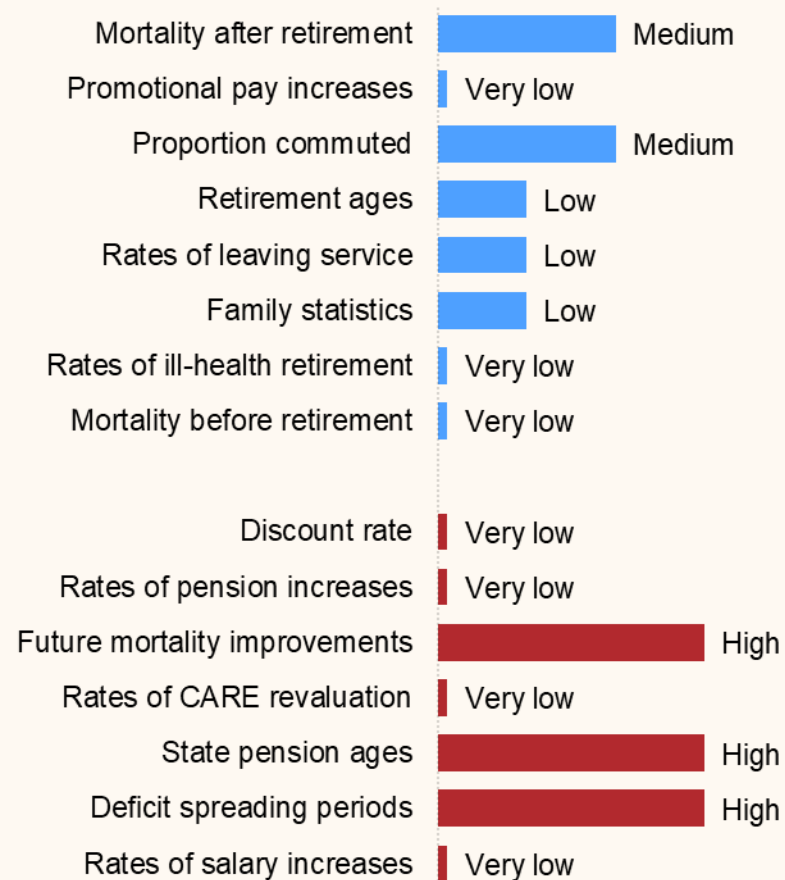 Mortality after retirement Medium
Promotional pay increases Very low
Proportion commuted Medium
Retirement ages Low
Rates of leaving service Low
Family statistics Low
Rates of ill-health retirement Very low
Mortality before retirement Very low
Discount rate Very low
Rates of pension increases Very low
Future mortality improvements High
Rates of CARE revaluation Very low
State pension ages High
Deficit spreading periods High
Rates of salary increases Very low